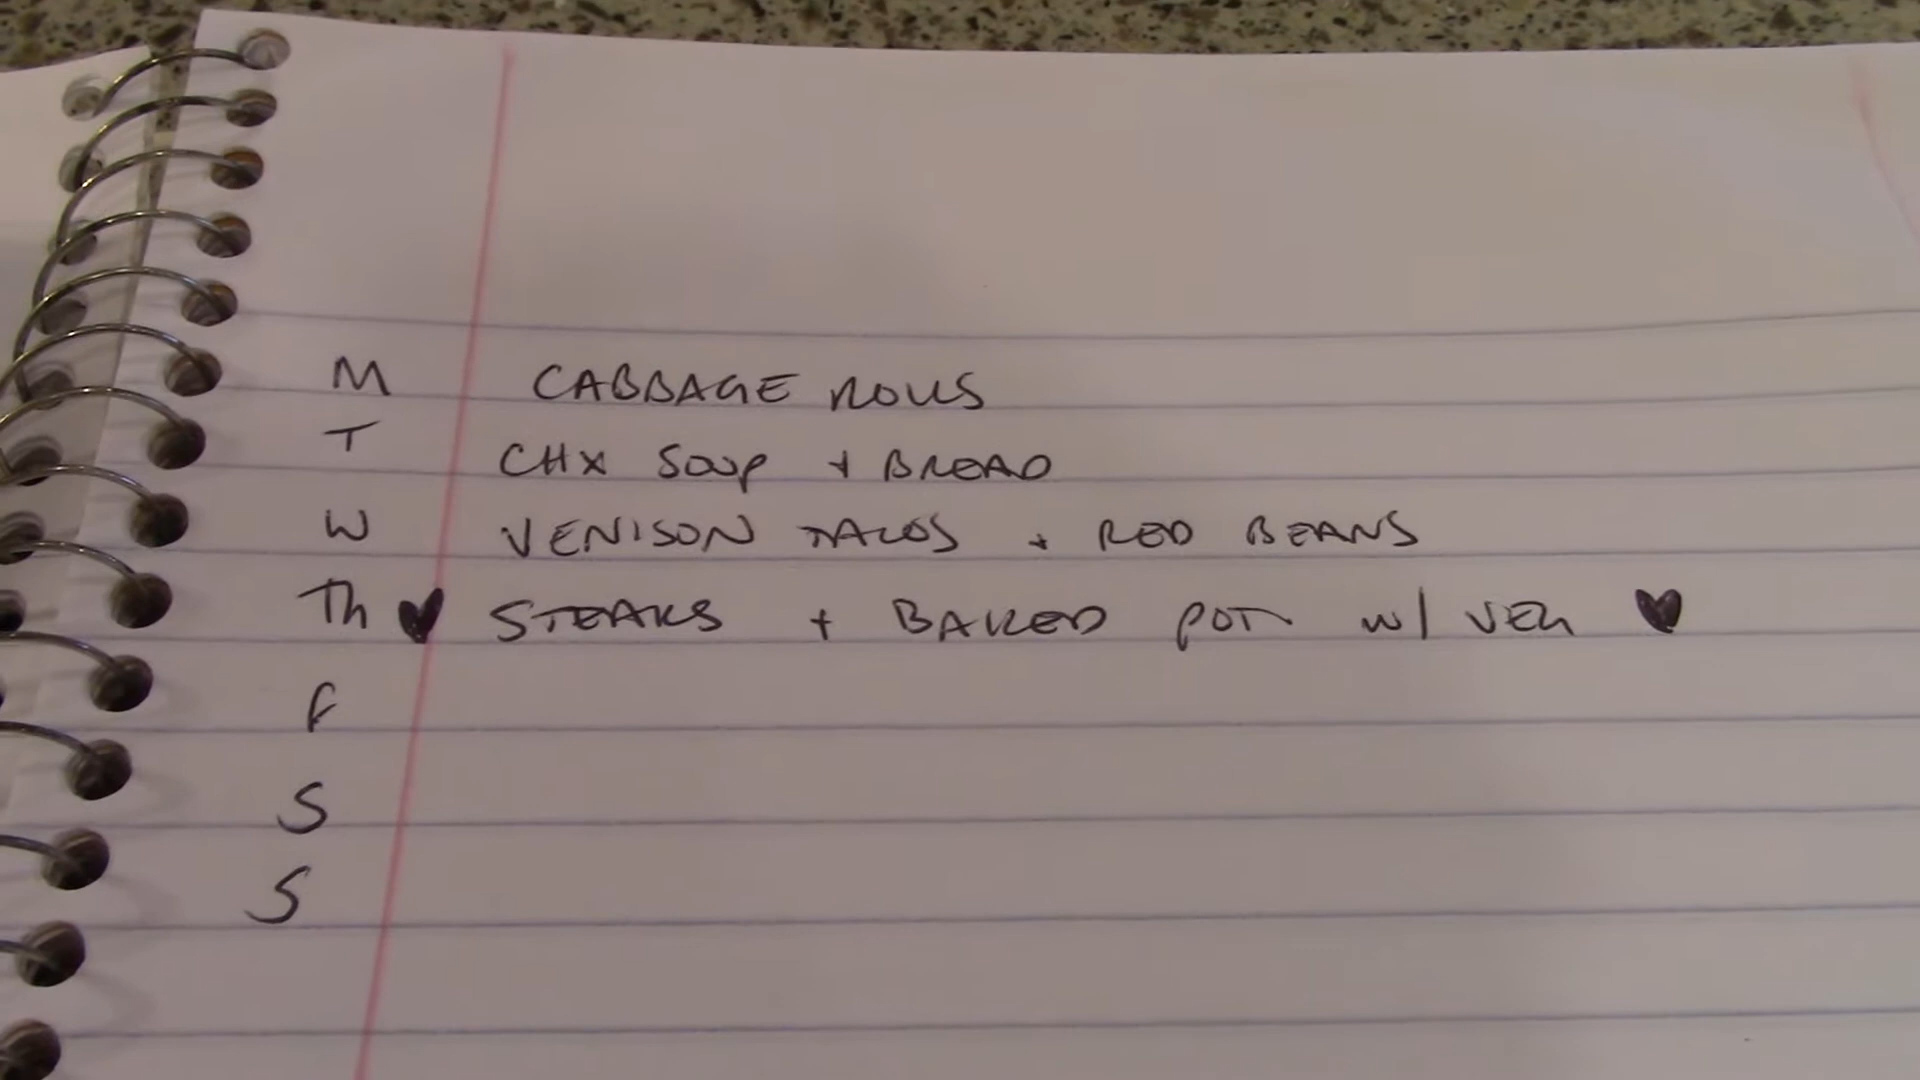 M CABBAGE ROLLS
T CHX SOUP + BREAD
W VENISON TACOS + RED BEANS
Th ♥ STEAKS + BAKED POT w/ VEG ♥
F
S
S